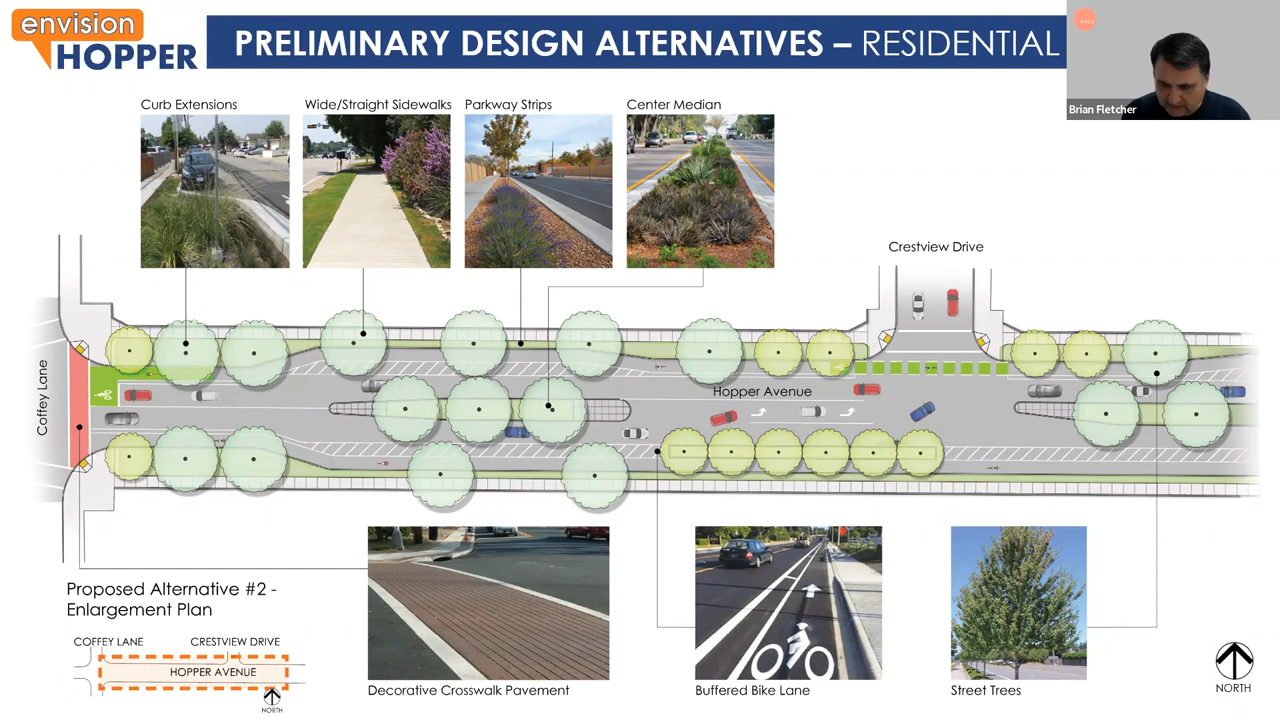 envision
HOPPER
PRELIMINARY DESIGN ALTERNATIVES – RESIDENTIAL
CALA
Brian Fletcher
Curb Extensions
Wide/Straight Sidewalks
Parkway Strips
Center Median
Crestview Drive
Coffey Lane
Hopper Avenue
Proposed Alternative #2 -
Enlargement Plan
COFFEY LANE
CRESTVIEW DRIVE
HOPPER AVENUE
NORTH
Decorative Crosswalk Pavement
Buffered Bike Lane
Street Trees
NORTH